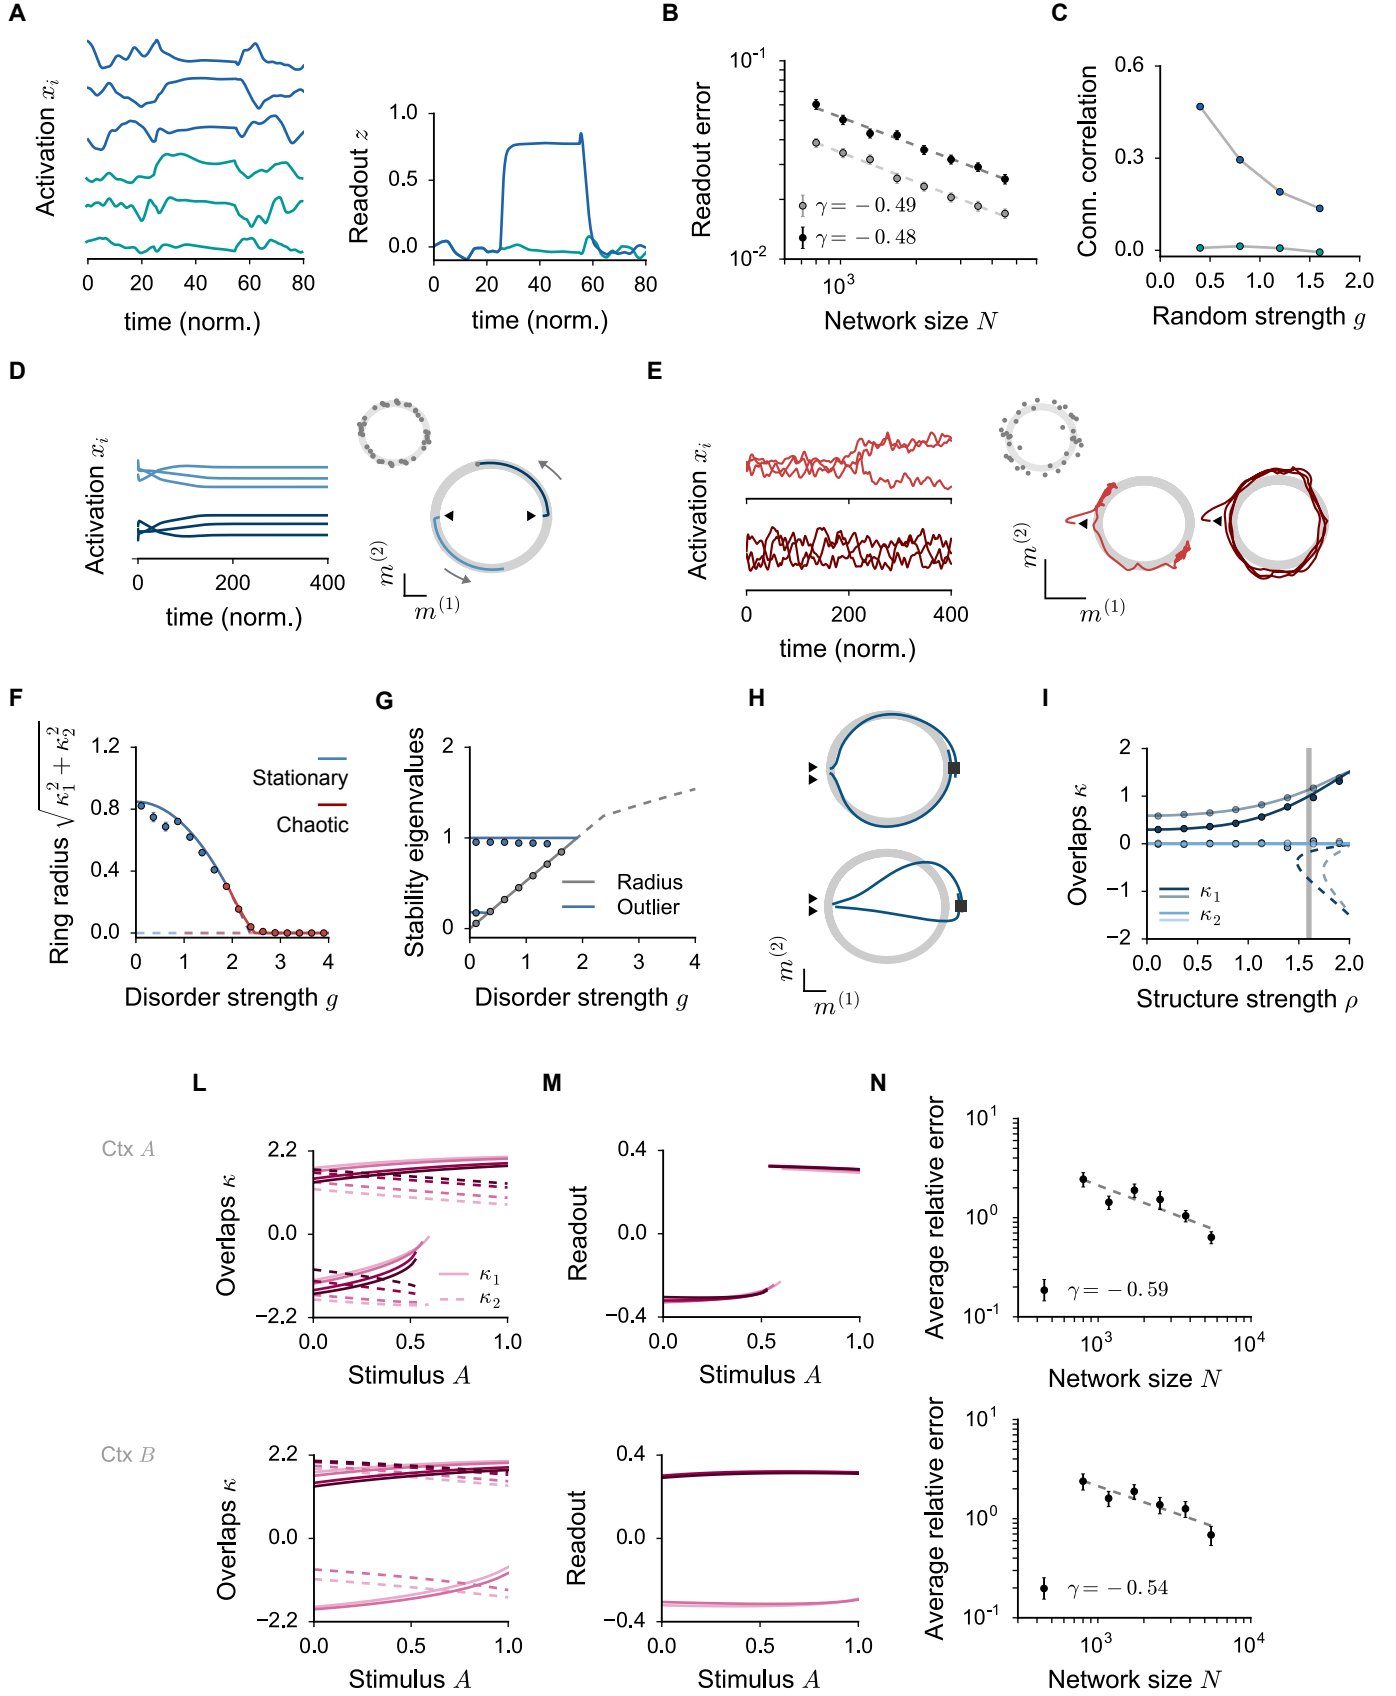 A
B
C
Activation x_i
0 20 40 60 80
time (norm.)
Readout z
1.0
0.5
0.0
0 20 40 60 80
time (norm.)
Readout error
10^{-1}
10^{-2}
γ = −0.49
γ = −0.48
10^3
Network size N
Conn. correlation
0.6
0.3
0.0
0.0 0.5 1.0 1.5 2.0
Random strength g
D
E
Activation x_i
0 200 400
time (norm.)
m^{(2)}
m^{(1)}
Activation x_i
0 200 400
time (norm.)
m^{(2)}
m^{(1)}
F
G
H
I
Ring radius √κ_1^2 + κ_2^2
1.2
0.8
0.4
0.0
Stationary
Chaotic
0 1 2 3 4
Disorder strength g
Stability eigenvalues
2
1
0
Radius
Outlier
0 2 4
Disorder strength g
m^{(2)}
m^{(1)}
Overlaps κ
2
1
0
−1
−2
κ_1
κ_2
0.0 0.5 1.0 1.5 2.0
Structure strength ρ
L
M
N
Ctx A
Overlaps κ
2.2
0.0
−2.2
κ_1
κ_2
0.0 0.5 1.0
Stimulus A
Readout
0.4
0.0
−0.4
0.0 0.5 1.0
Stimulus A
Average relative error
10^1
10^0
10^{-1}
γ = −0.59
10^3 10^4
Network size N
Ctx B
Overlaps κ
2.2
0.0
−2.2
0.0 0.5 1.0
Stimulus A
Readout
0.4
0.0
−0.4
0.0 0.5 1.0
Stimulus A
Average relative error
10^1
10^0
10^{-1}
γ = −0.54
10^3 10^4
Network size N